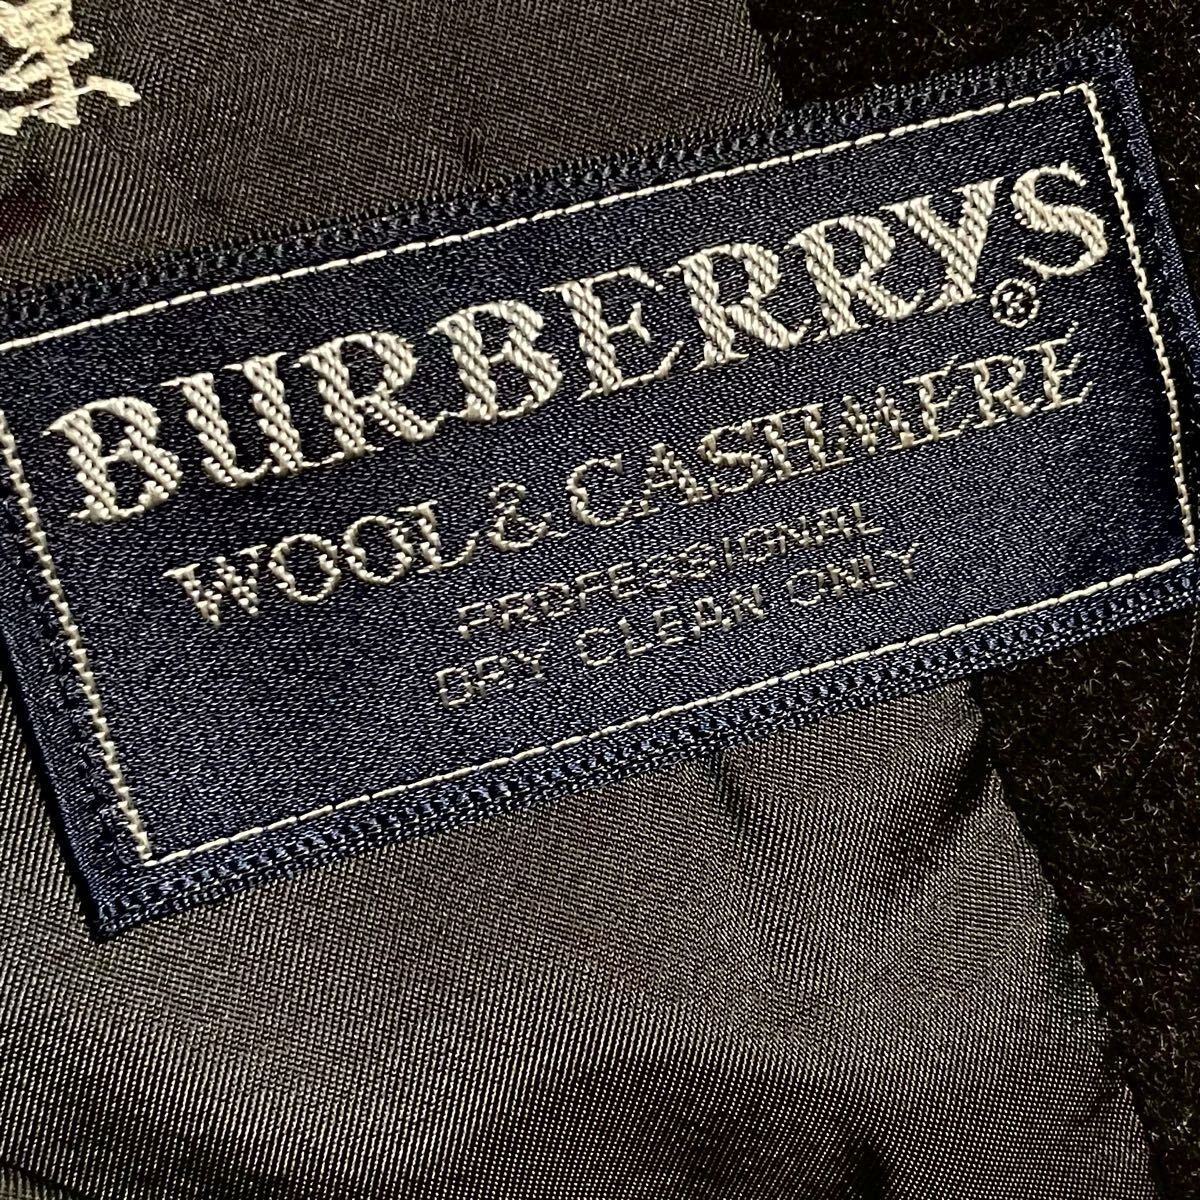 BURBERRYS®
WOOL & CASHMERE
PROFESSIONAL
DRY CLEAN ONLY